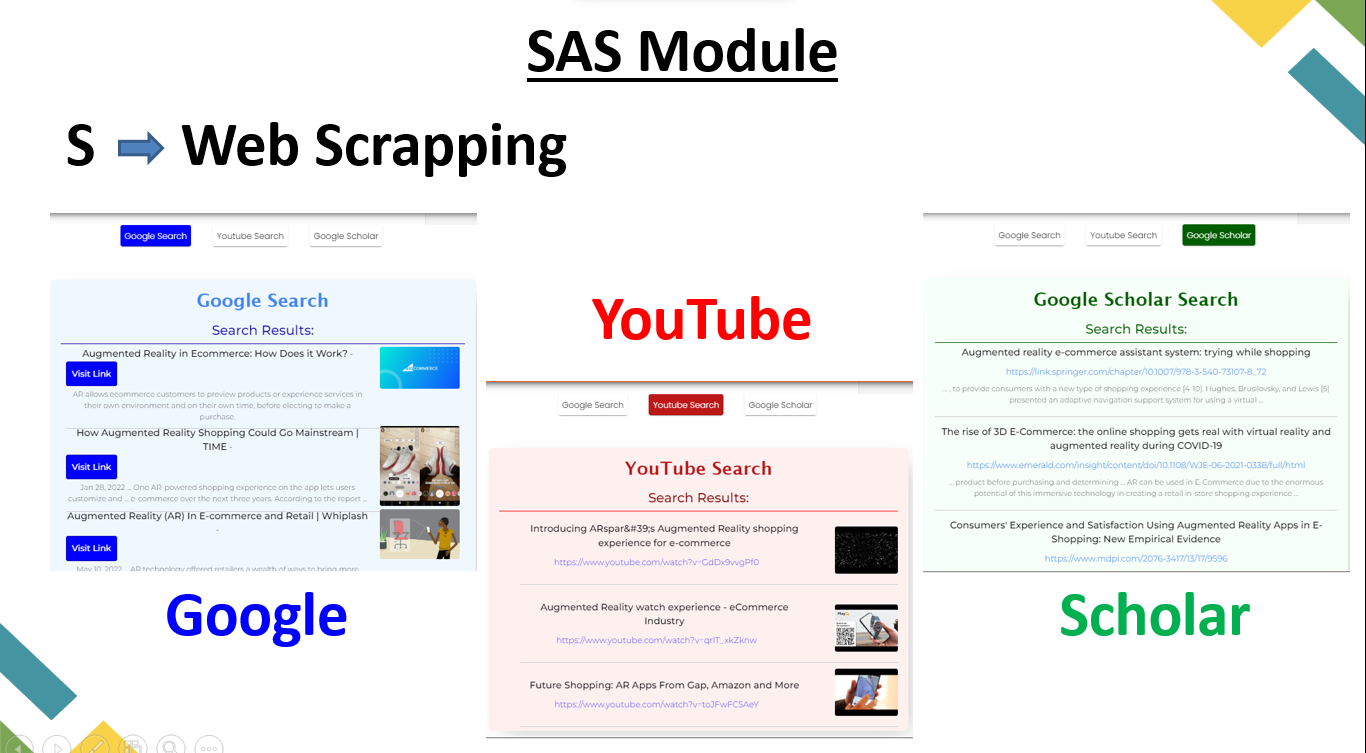 SAS Module
S Web Scrapping
Google Search Youtube Search Google Scholar
Google Search
Search Results:
Augmented Reality in Ecommerce: How Does it Work? -
Visit Link
AR allows ecommerce customers to preview products or experience services in
their own environment and on their own time, before electing to make a
purchase.
COMMERCE
How Augmented Reality Shopping Could Go Mainstream |
TIME -
Visit Link
Jan 28, 2022 ... One AR-powered shopping experience on the app lets users
customize and ... e-commerce over the next three years. According to the report ...
Augmented Reality (AR) In E-commerce and Retail | Whiplash
-
Visit Link
May 10, 2022 ... AR technology offered retailers a wealth of ways to bring more
Google
YouTube
Google Search Youtube Search Google Scholar
YouTube Search
Search Results:
Introducing ARspar&#39;s Augmented Reality shopping
experience for e-commerce
https://www.youtube.com/watch?v=GdDx9vvgPf0
Augmented Reality watch experience - eCommerce
Industry
https://www.youtube.com/watch?v=qrlT_xkZknw
Future Shopping: AR Apps From Gap, Amazon and More
https://www.youtube.com/watch?v=toJFwFCSAeY
Google Search Youtube Search Google Scholar
Google Scholar Search
Search Results:
Augmented reality e-commerce assistant system: trying while shopping
https://link.springer.com/chapter/10.1007/978-3-540-73107-8_72
... ... to provide consumers with a new type of shopping experience [4-10]. Hughes, Brusilovsky, and Lewis [5]
presented an adaptive navigation support system for using a virtual ...
The rise of 3D E-Commerce: the online shopping gets real with virtual reality and
augmented reality during COVID-19
https://www.emerald.com/insight/content/doi/10.1108/WJE-06-2021-0338/full/html
... product before purchasing and determining ... AR can be used in E-Commerce due to the enormous
potential of this immersive technology in creating a retail in-store shopping experience ...
Consumers' Experience and Satisfaction Using Augmented Reality Apps in E-
Shopping: New Empirical Evidence
https://www.mdpi.com/2076-3417/13/17/9596
Scholar